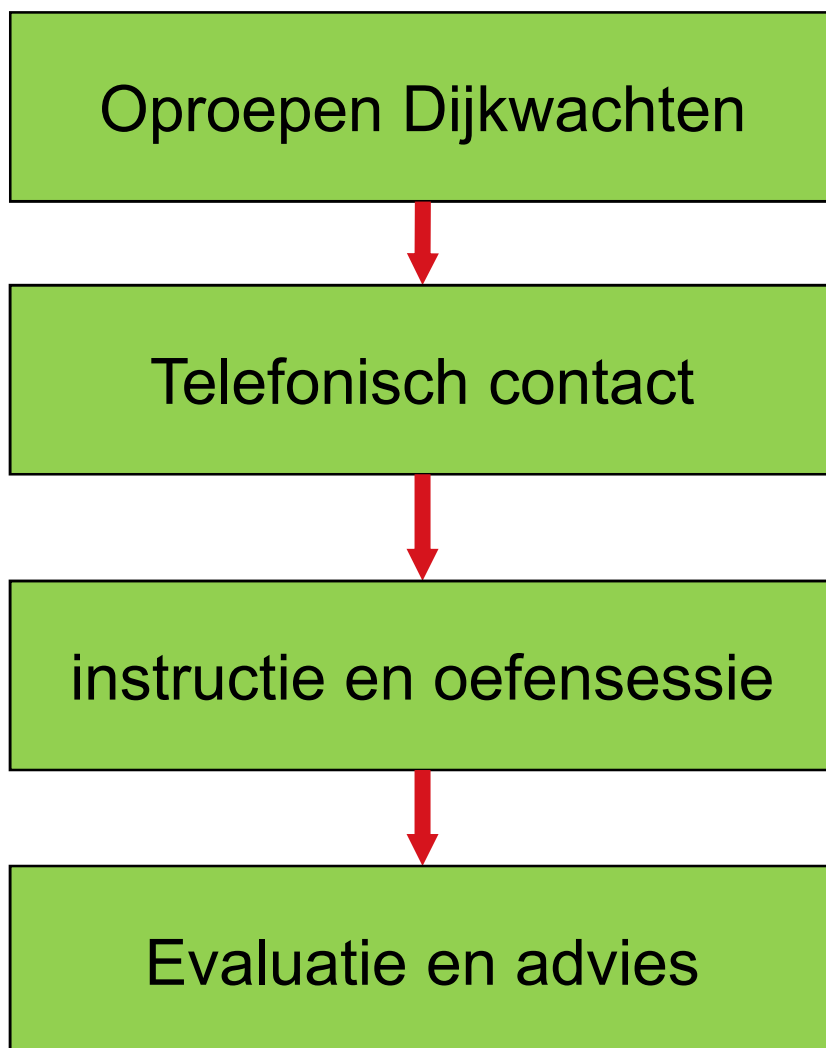 Oproepen Dijkwachten
Telefonisch contact
instructie en oefensessie
Evaluatie en advies